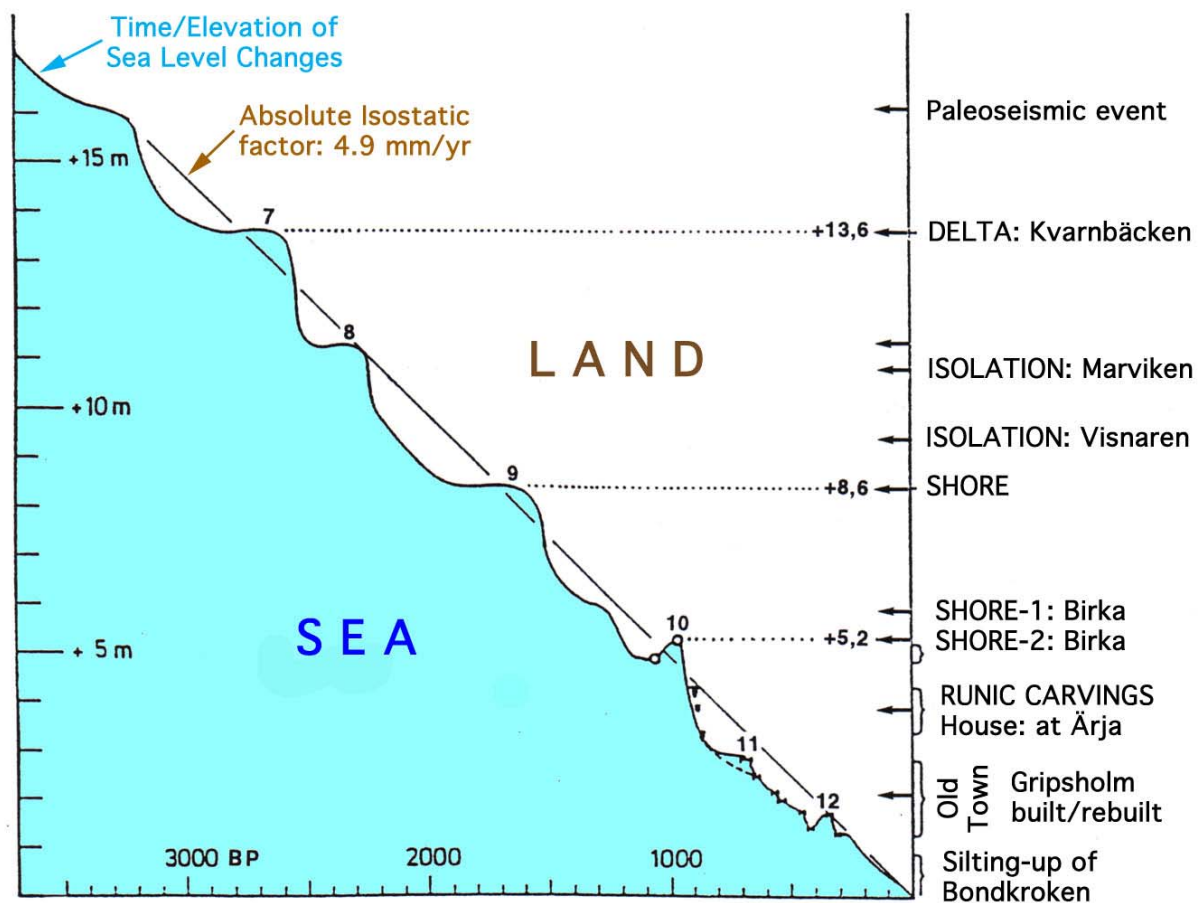 Time/Elevation of
Sea Level Changes
Absolute Isostatic
factor: 4.9 mm/yr
Paleoseismic event
+15 m
7
+13,6
DELTA: Kvarnbäcken
8
LAND
ISOLATION: Marviken
+10 m
ISOLATION: Visnaren
9
+8,6
SHORE
SHORE-1: Birka
SEA
10
+5,2
SHORE-2: Birka
+ 5 m
RUNIC CARVINGS
House: at Ärja
11
Old
Town
Gripsholm
built/rebuilt
12
3000 BP
2000
1000
Silting-up of
Bondkroken